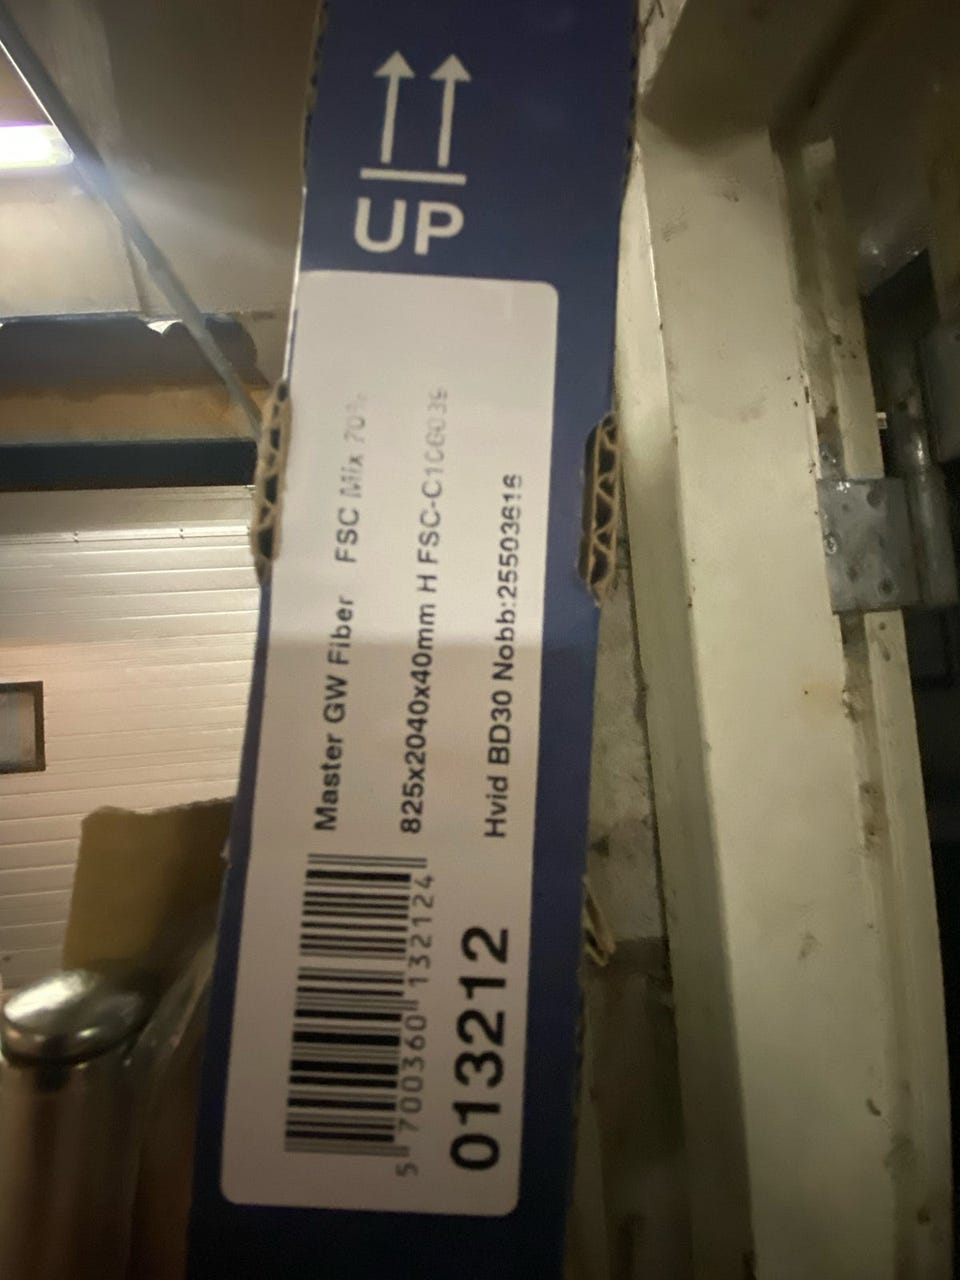 UP
Master GW Fiber FSC Mix 70%
825x2040x40mm H FSC-C106039
Hvid BD30 Nobb:25503616
5 700360 132124
013212